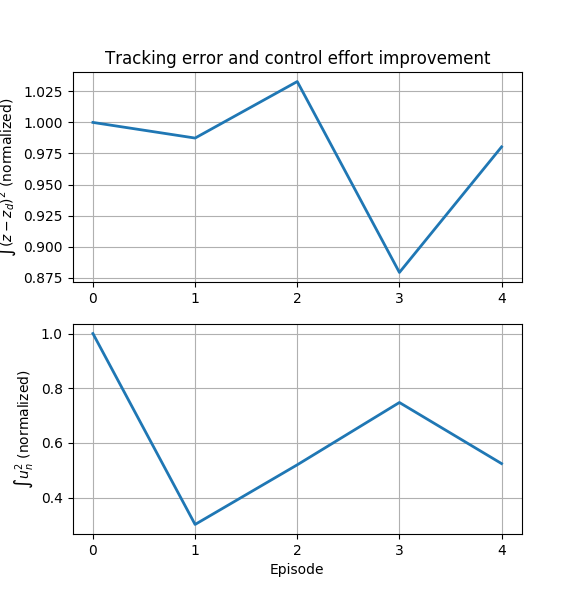 Tracking error and control effort improvement
∫(z − z_d)² (normalized)
1.025
1.000
0.975
0.950
0.925
0.900
0.875
0 1 2 3 4
∫u_n² (normalized)
1.0
0.8
0.6
0.4
0 1 2 3 4
Episode